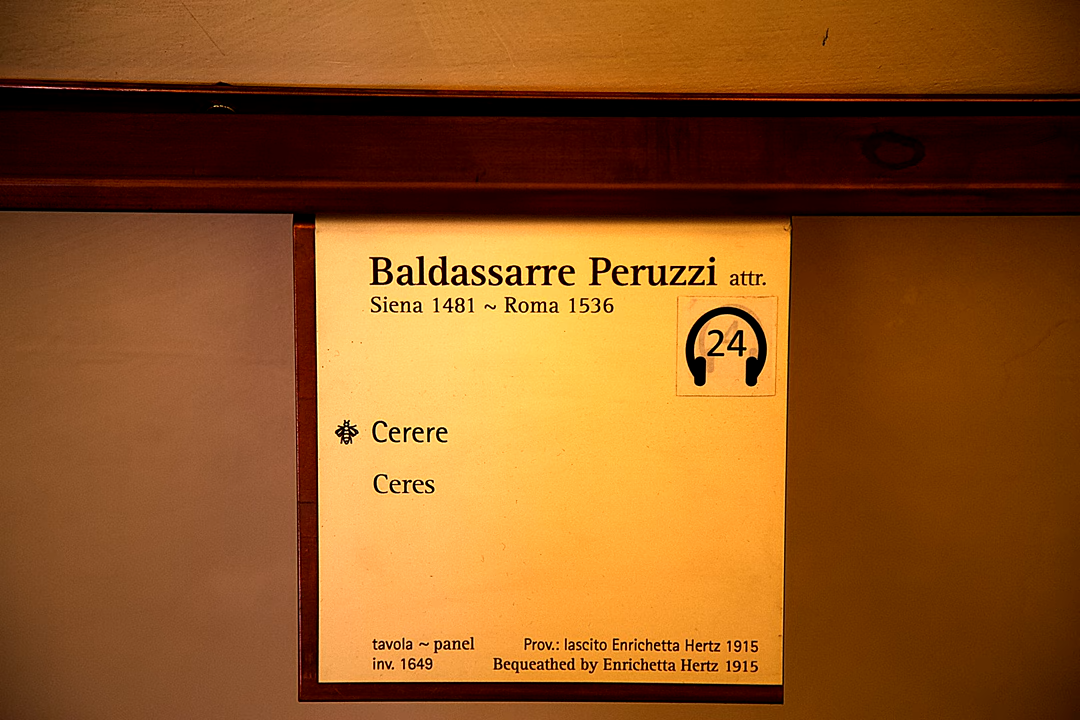 Baldassarre Peruzzi attr.
Siena 1481 ~ Roma 1536
24
Cerere
Ceres
tavola ~ panel Prov.: lascito Enrichetta Hertz 1915
inv. 1649 Bequeathed by Enrichetta Hertz 1915